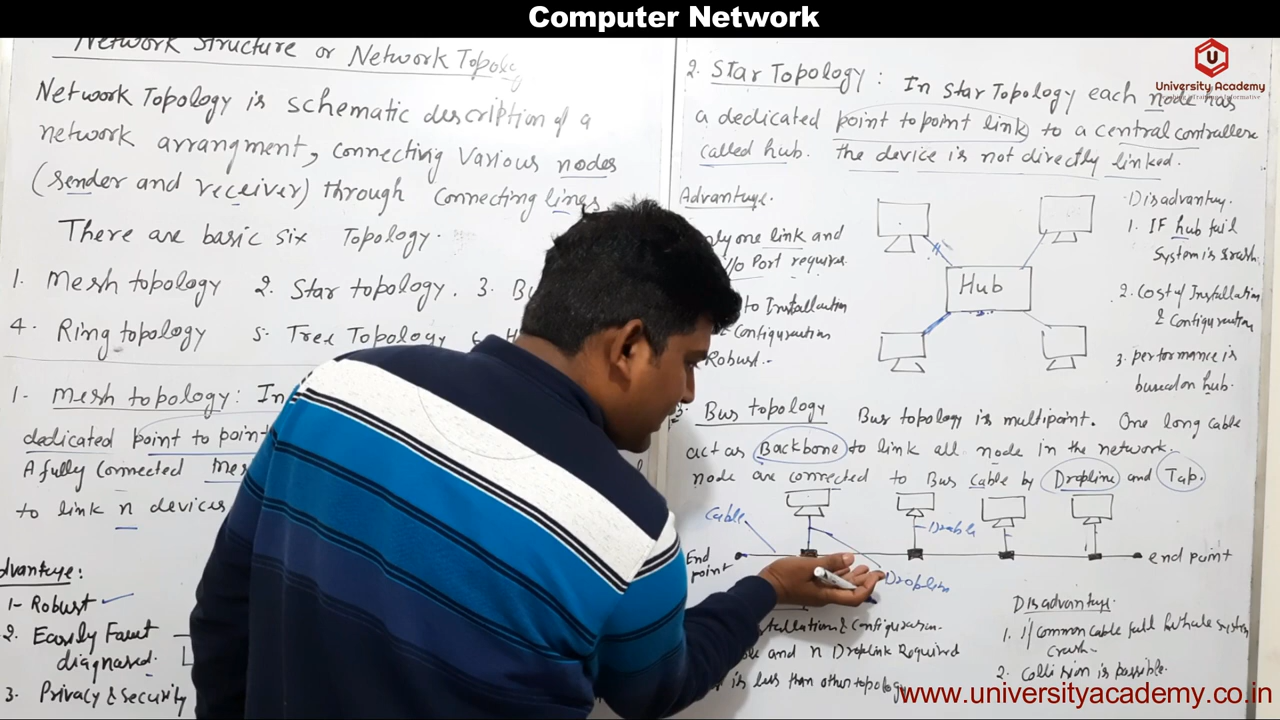 Computer Network
Network Structure or Network Topology
Network Topology is schematic description of a
network arrangment, connecting various nodes
(sender and receiver) through connecting lines
There are basic six Topology.
1. Mesh topology 2. Star topology. 3. Bu
4. Ring topology 5. Tree Topology 6. H
1. Mesh topology: In
dedicated point to point
A fully connected Mes
to link n devices
dvantage:
1- Robust
2. Easily Fault
diagnased.
3. Privacy & security
University Academy
2. Star Topology: In star Topology each node has
a dedicated point to point link to a central controller
called hub. The device is not directly linked.
Advantage.
only one link and
I/o Port require.
to Installation
& Configuration
Robust.
Hub
Disadvantage.
1. IF hub fail
System is crash.
2. Cost of Installation
& Configuration
3. performance is
based on hub.
3. Bus topology Bus topology is multipoint. One long cable
act as Backbone to link all node in the network.
node are connected to Bus cable by Dropline and Tap.
Cable
End point
end point
Dropline
stallation & Configuration.
and n Droplink Required
is less than other topology
Disadvantage.
1. if common cable fail whole system
crash.
2. Collision is possible.
www.universityacademy.co.in